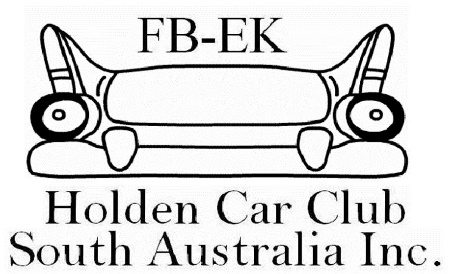 FB-EK
Holden Car Club
South Australia Inc.